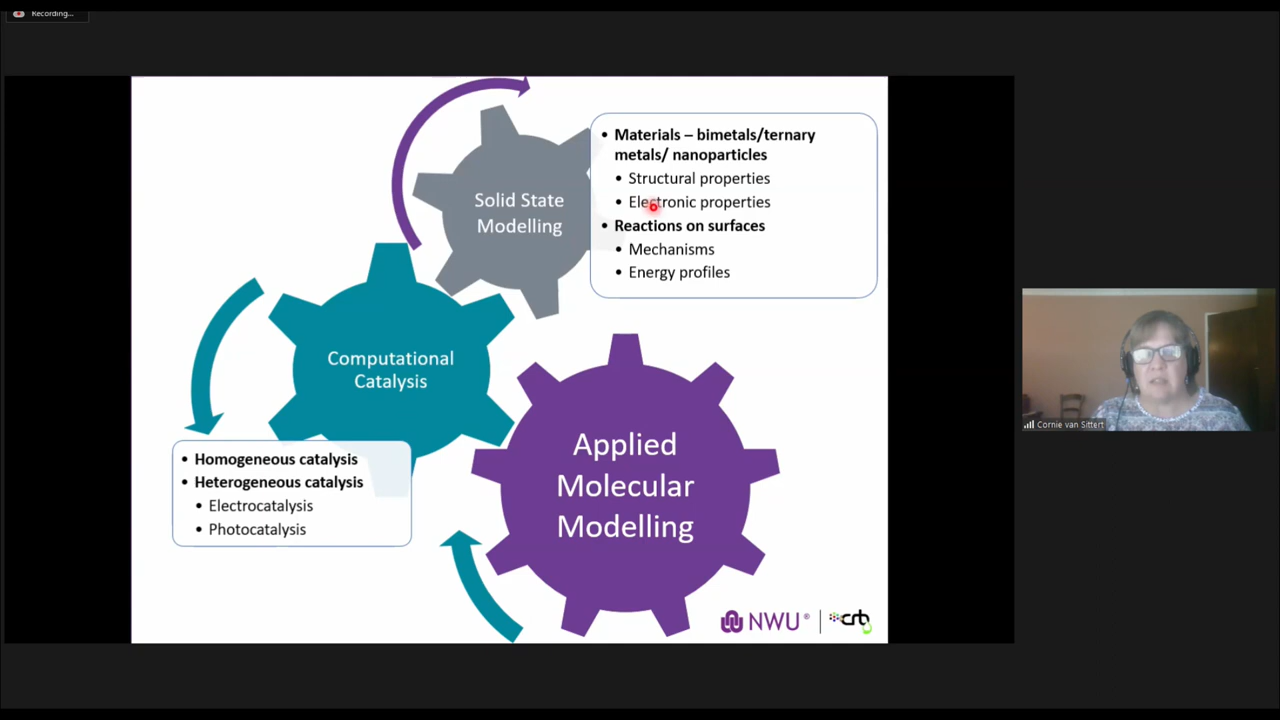 Recording...
Solid State
Modelling
• Materials – bimetals/ternary
metals/ nanoparticles
• Structural properties
• Electronic properties
• Reactions on surfaces
• Mechanisms
• Energy profiles
Computational
Catalysis
• Homogeneous catalysis
• Heterogeneous catalysis
• Electrocatalysis
• Photocatalysis
Applied
Molecular
Modelling
NWU®
crb
Cornie van Sittert